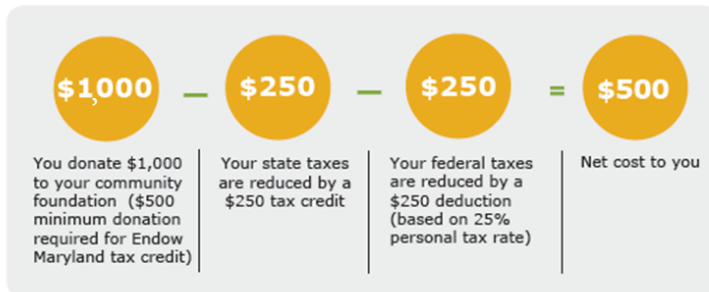 $1,000 – $250 – $250 = $500
You donate $1,000
to your community
foundation ($500
minimum donation
required for Endow
Maryland tax credit)
Your state taxes
are reduced by a
$250 tax credit
Your federal taxes
are reduced by a
$250 deduction
(based on 25%
personal tax rate)
Net cost to you